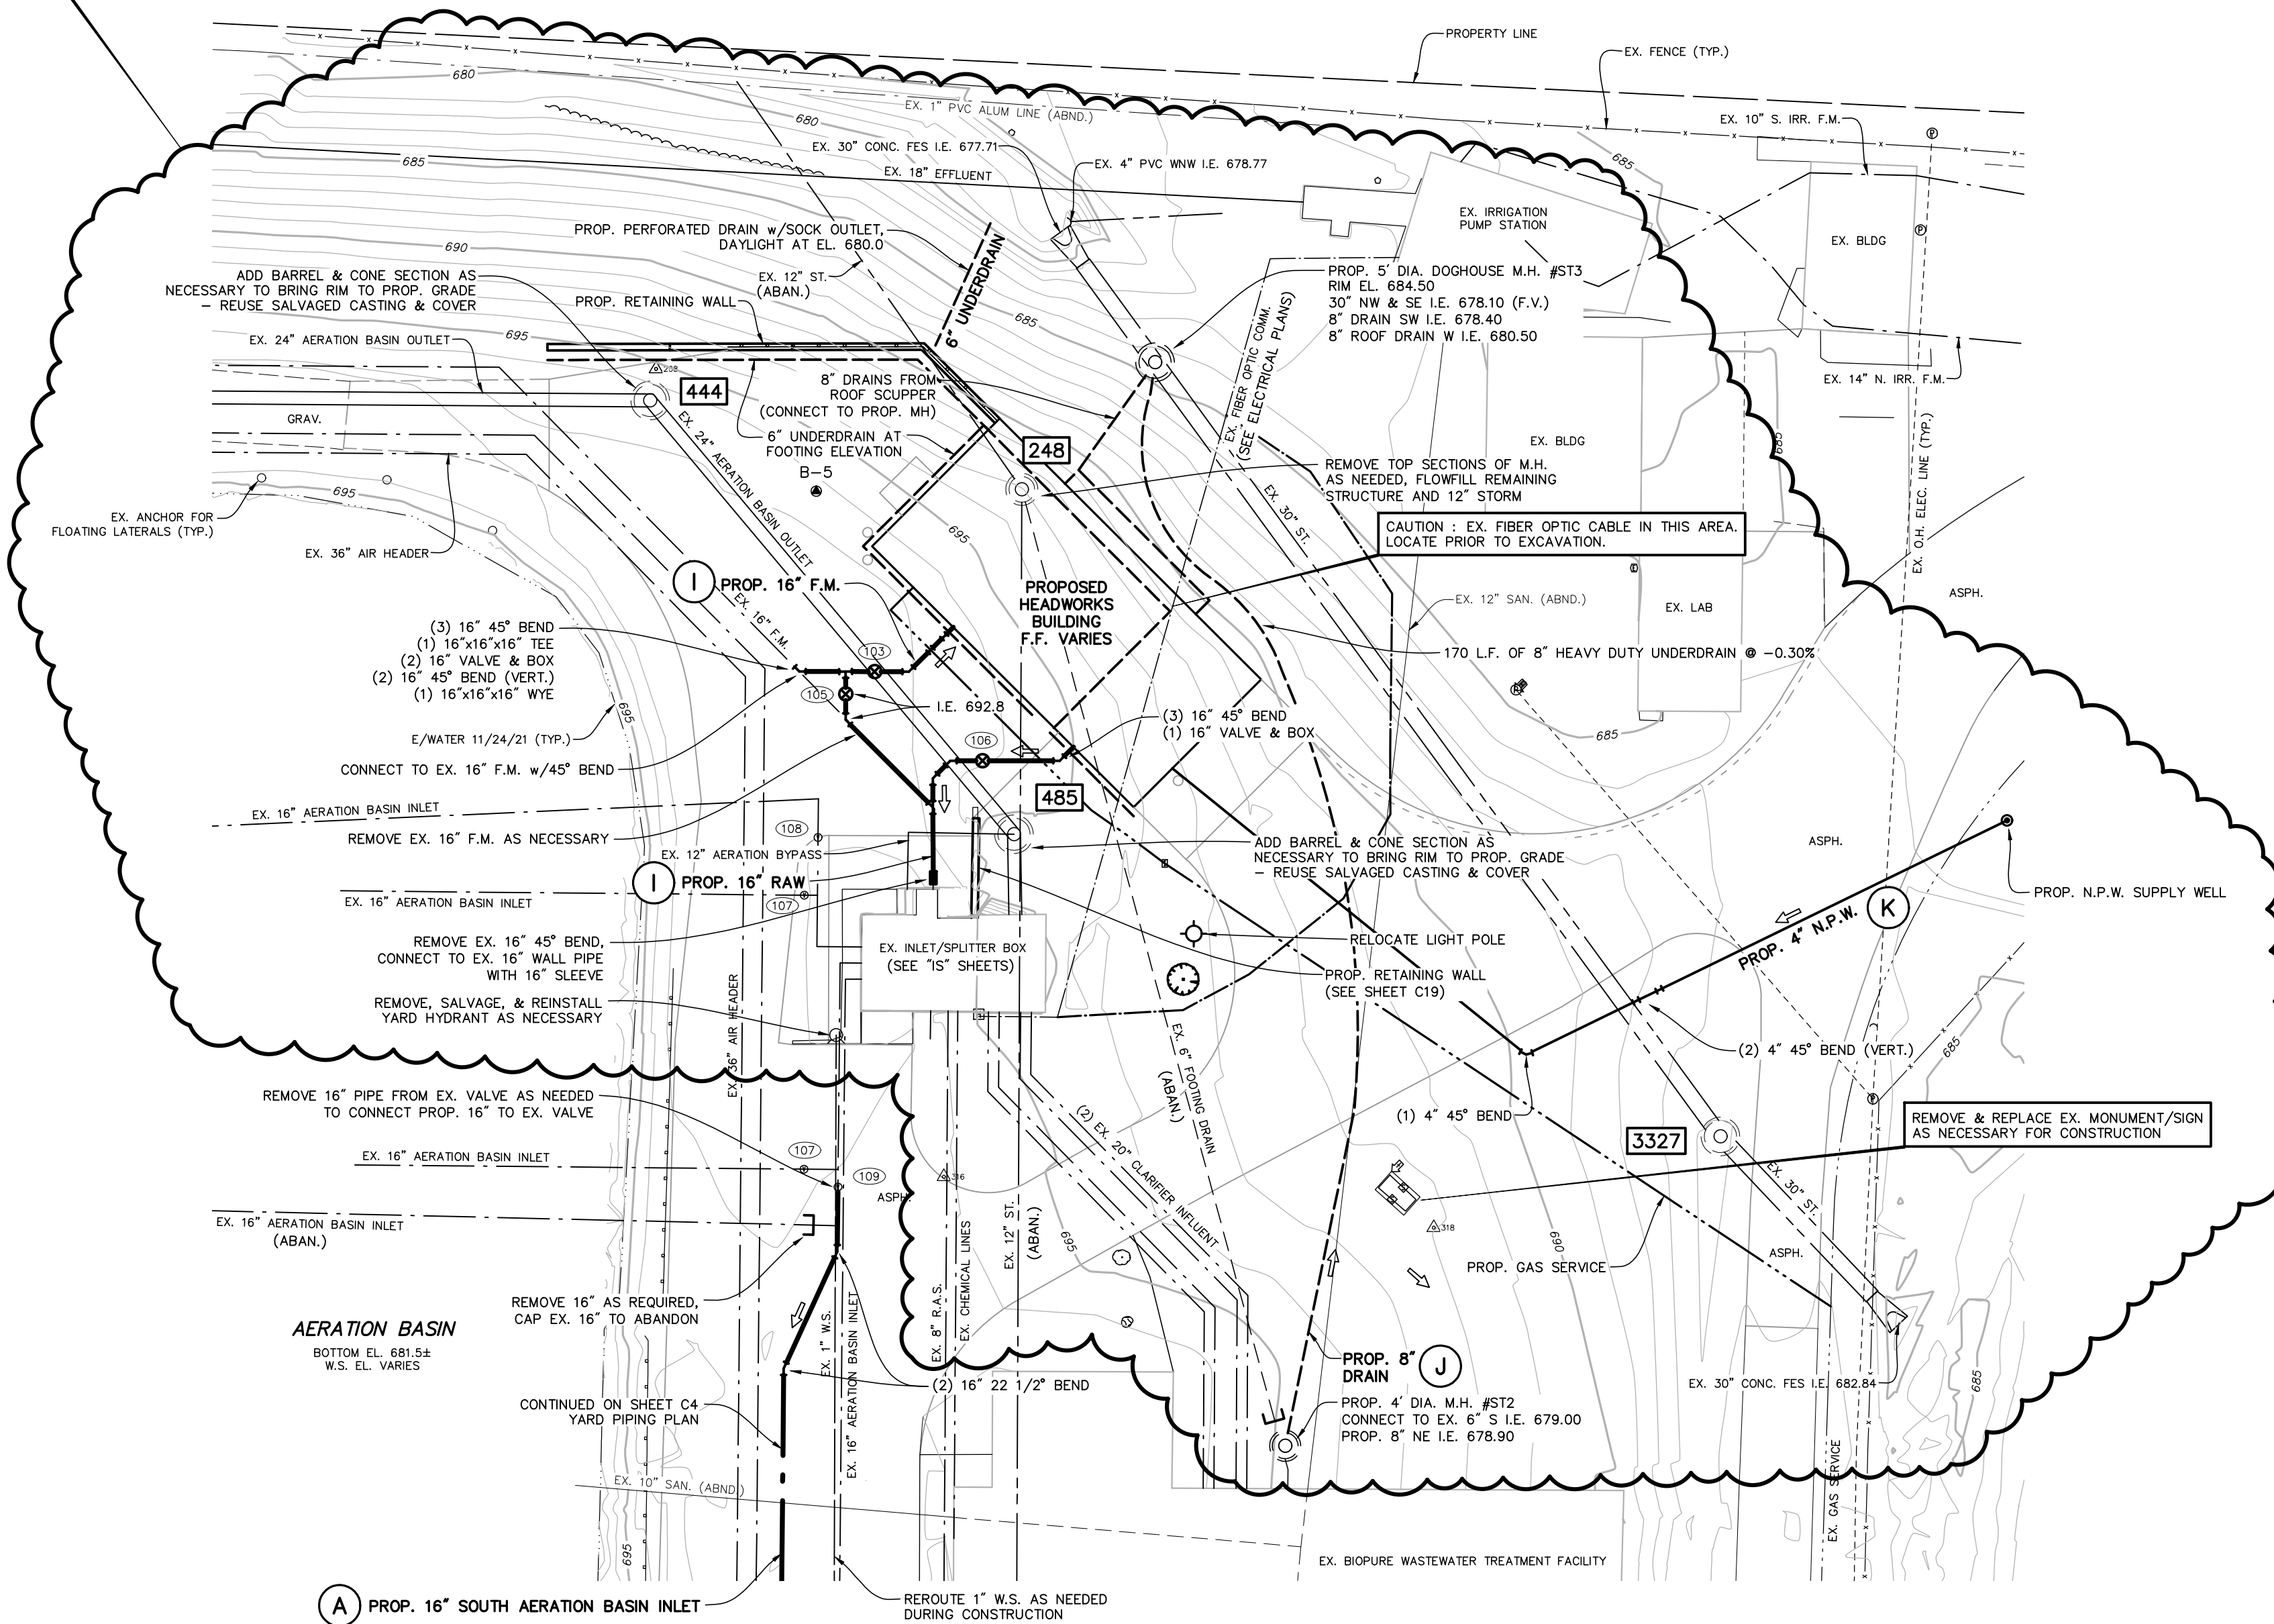 PROPERTY LINE
EX. FENCE (TYP.)
680
EX. 1" PVC ALUM LINE (ABND.)
680
EX. 10" S. IRR. F.M.
EX. 30" CONC. FES I.E. 677.71
EX. 4" PVC WNW I.E. 678.77
685
685
EX. 18" EFFLUENT
EX. IRRIGATION
PUMP STATION
EX. BLDG
PROP. PERFORATED DRAIN w/SOCK OUTLET,
DAYLIGHT AT EL. 680.0
690
ADD BARREL & CONE SECTION AS
NECESSARY TO BRING RIM TO PROP. GRADE
– REUSE SALVAGED CASTING & COVER
EX. 12" ST.
(ABAN.)
6" UNDERDRAIN
PROP. RETAINING WALL
PROP. 5' DIA. DOGHOUSE M.H. #ST3
RIM EL. 684.50
30" NW & SE I.E. 678.10 (F.V.)
8" DRAIN SW I.E. 678.40
8" ROOF DRAIN W I.E. 680.50
685
695
EX. 24" AERATION BASIN OUTLET
EX. FIBER OPTIC COMM.
(SEE ELECTRICAL PLANS)
EX. 14" N. IRR. F.M.
208
444
8" DRAINS FROM
ROOF SCUPPER
(CONNECT TO PROP. MH)
GRAV.
EX. 24" AERATION BASIN OUTLET
6" UNDERDRAIN AT
FOOTING ELEVATION
B–5
248
EX. BLDG
685
EX. O.H. ELEC. LINE (TYP.)
REMOVE TOP SECTIONS OF M.H.
AS NEEDED, FLOWFILL REMAINING
STRUCTURE AND 12" STORM
695
EX. ANCHOR FOR
FLOATING LATERALS (TYP.)
EX. 36" AIR HEADER
695
EX. 30" ST.
CAUTION : EX. FIBER OPTIC CABLE IN THIS AREA.
LOCATE PRIOR TO EXCAVATION.
I
PROP. 16" F.M.
EX. 16" F.M.
PROPOSED
HEADWORKS
BUILDING
F.F. VARIES
EX. 12" SAN. (ABND.)
EX. LAB
ASPH.
(3) 16" 45° BEND
(1) 16"x16"x16" TEE
(2) 16" VALVE & BOX
(2) 16" 45° BEND (VERT.)
(1) 16"x16"x16" WYE
103
105
170 L.F. OF 8" HEAVY DUTY UNDERDRAIN @ –0.30%
I.E. 692.8
695
E/WATER 11/24/21 (TYP.)
(3) 16" 45° BEND
(1) 16" VALVE & BOX
106
685
CONNECT TO EX. 16" F.M. w/45° BEND
485
EX. 16" AERATION BASIN INLET
108
REMOVE EX. 16" F.M. AS NECESSARY
EX. 12" AERATION BYPASS
ADD BARREL & CONE SECTION AS
NECESSARY TO BRING RIM TO PROP. GRADE
– REUSE SALVAGED CASTING & COVER
ASPH.
I
PROP. 16" RAW
EX. 16" AERATION BASIN INLET
107
PROP. N.P.W. SUPPLY WELL
K
PROP. 4" N.P.W.
REMOVE EX. 16" 45° BEND,
CONNECT TO EX. 16" WALL PIPE
WITH 16" SLEEVE
EX. INLET/SPLITTER BOX
(SEE "IS" SHEETS)
RELOCATE LIGHT POLE
PROP. RETAINING WALL
(SEE SHEET C19)
REMOVE, SALVAGE, & REINSTALL
YARD HYDRANT AS NECESSARY
EX. 36" AIR HEADER
(2) 4" 45° BEND (VERT.)
685
EX. 6" FOOTING DRAIN
(ABAN.)
REMOVE 16" PIPE FROM EX. VALVE AS NEEDED
TO CONNECT PROP. 16" TO EX. VALVE
(1) 4" 45° BEND
REMOVE & REPLACE EX. MONUMENT/SIGN
AS NECESSARY FOR CONSTRUCTION
3327
(2) EX. 20" CLARIFIER INFLUENT
107
EX. 16" AERATION BASIN INLET
109
316
ASPH.
EX. 30" ST.
EX. 16" AERATION BASIN INLET
(ABAN.)
318
695
690
EX. 12" ST.
(ABAN.)
EX. CHEMICAL LINES
EX. 8" R.A.S.
PROP. GAS SERVICE
ASPH.
REMOVE 16" AS REQUIRED,
CAP EX. 16" TO ABANDON
EX. 1" W.S.
EX. 16" AERATION BASIN INLET
AERATION BASIN
BOTTOM EL. 681.5±
W.S. EL. VARIES
PROP. 8"
DRAIN
J
(2) 16" 22 1/2° BEND
EX. 30" CONC. FES I.E. 682.84
685
CONTINUED ON SHEET C4
YARD PIPING PLAN
PROP. 4' DIA. M.H. #ST2
CONNECT TO EX. 6" S I.E. 679.00
PROP. 8" NE I.E. 678.90
EX. 10" SAN. (ABND.)
EX. GAS SERVICE
695
EX. BIOPURE WASTEWATER TREATMENT FACILITY
A
PROP. 16" SOUTH AERATION BASIN INLET
REROUTE 1" W.S. AS NEEDED
DURING CONSTRUCTION